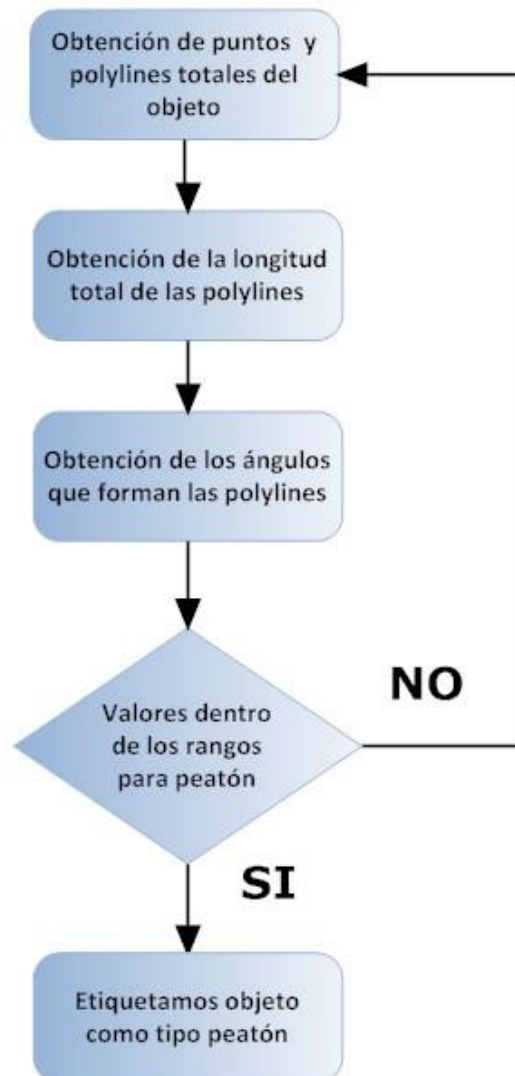 Obtención de puntos y
polylines totales del
objeto
Obtención de la longitud
total de las polylines
Obtención de los ángulos
que forman las polylines
Valores dentro
de los rangos
para peatón
NO
SI
Etiquetamos objeto
como tipo peatón